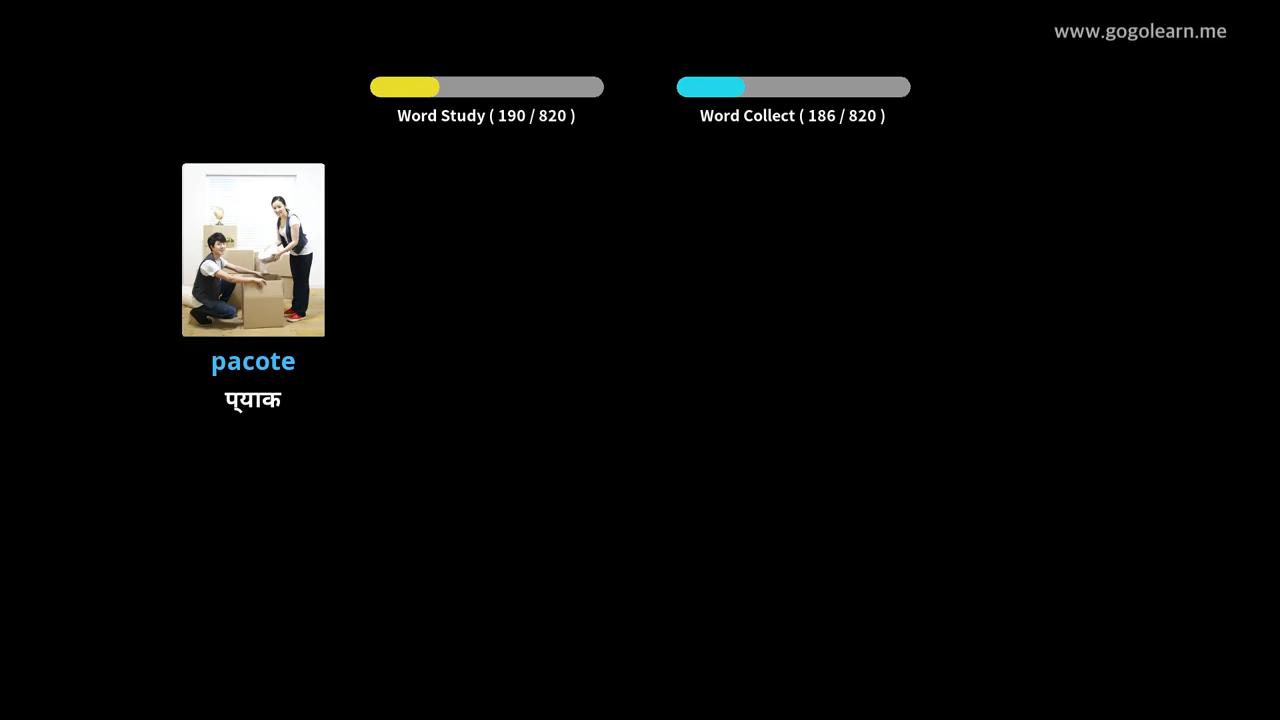 www.gogolearn.me
Word Study ( 190 / 820 )
Word Collect ( 186 / 820 )
pacote
प्याक